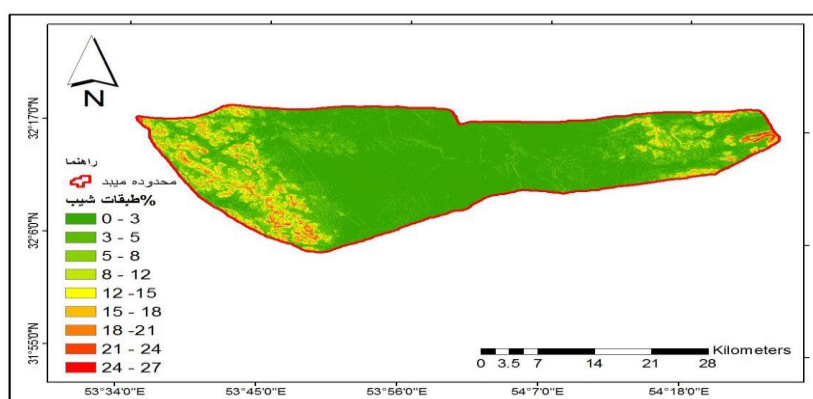 N
32°17'0"N
32°6'0"N
31°55'0"N
راهنما
محدوده میبد
طبقات شیب%
0 - 3
3 - 5
5 - 8
8 - 12
12 -15
15 - 18
18 -21
21 - 24
24 - 27
Kilometers
0 3.5 7 14 21 28
53°34'0"E 53°45'0"E 53°56'0"E 54°7'0"E 54°18'0"E